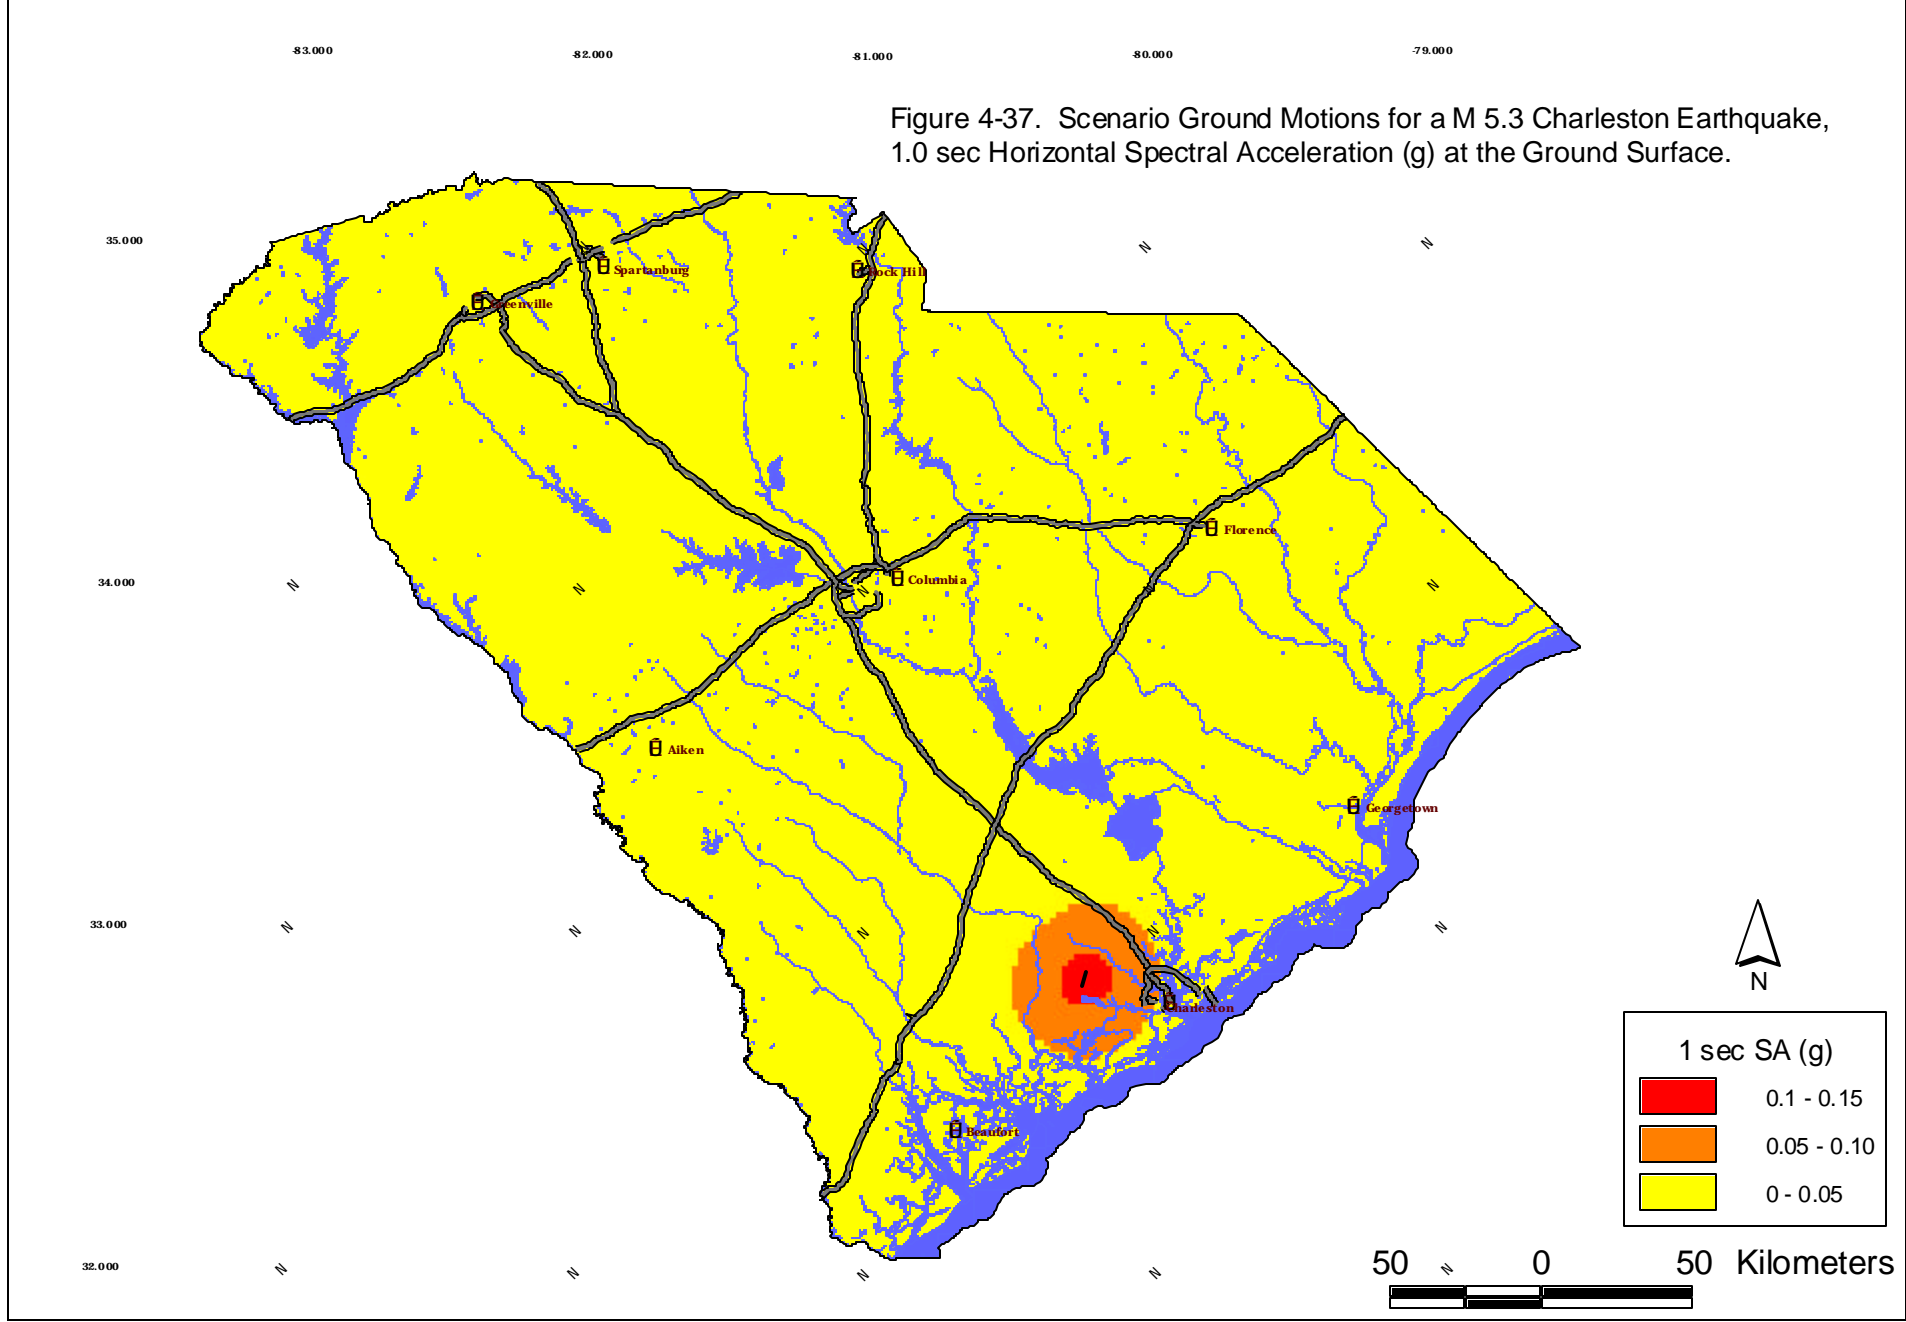 -83.000
-82.000
-81.000
-80.000
-79.000
Figure 4-37. Scenario Ground Motions for a M 5.3 Charleston Earthquake,
1.0 sec Horizontal Spectral Acceleration (g) at the Ground Surface.
35.000
N
N
N
Spartanburg
Rock Hill
Greenville
Florence
34.000
N
N
N
N
Columbia
Aiken
Georgetown
33.000
N
N
N
N
N
Charleston
N
1 sec SA (g)
0.1 - 0.15
0.05 - 0.10
0 - 0.05
Beaufort
32.000
N
N
N
N
N
50 0 50 Kilometers